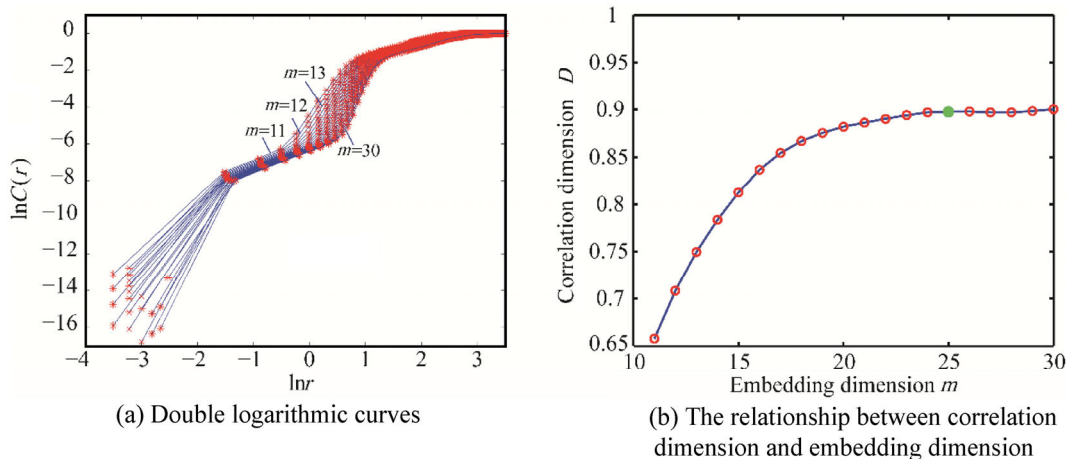 0
−2
−4
−6
−8
−10
−12
−14
−16
−4
−3
−2
−1
0
1
2
3
lnC(r)
lnr
m=13
m=12
m=11
m=30
(a) Double logarithmic curves
1
0.95
0.9
0.85
0.8
0.75
0.7
0.65
10
15
20
25
30
Correlation dimension D
Embedding dimension m
(b) The relationship between correlation
dimension and embedding dimension